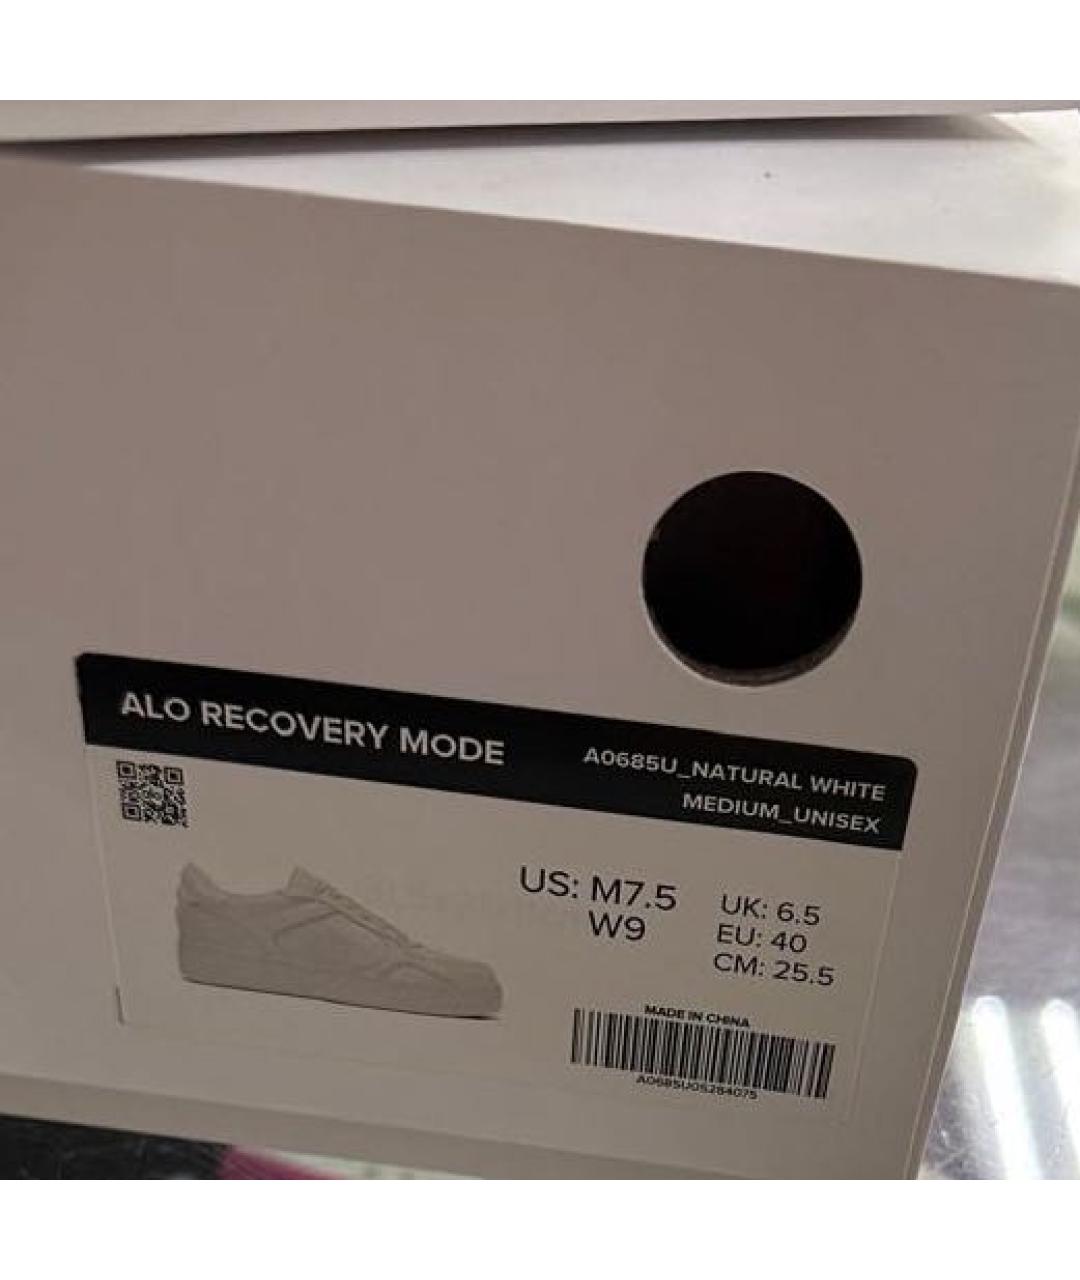 ALO RECOVERY MODE
A0685U_NATURAL WHITE
MEDIUM_UNISEX
US: M7.5
W9
UK: 6.5
EU: 40
CM: 25.5
MADE IN CHINA
A0685U05284075